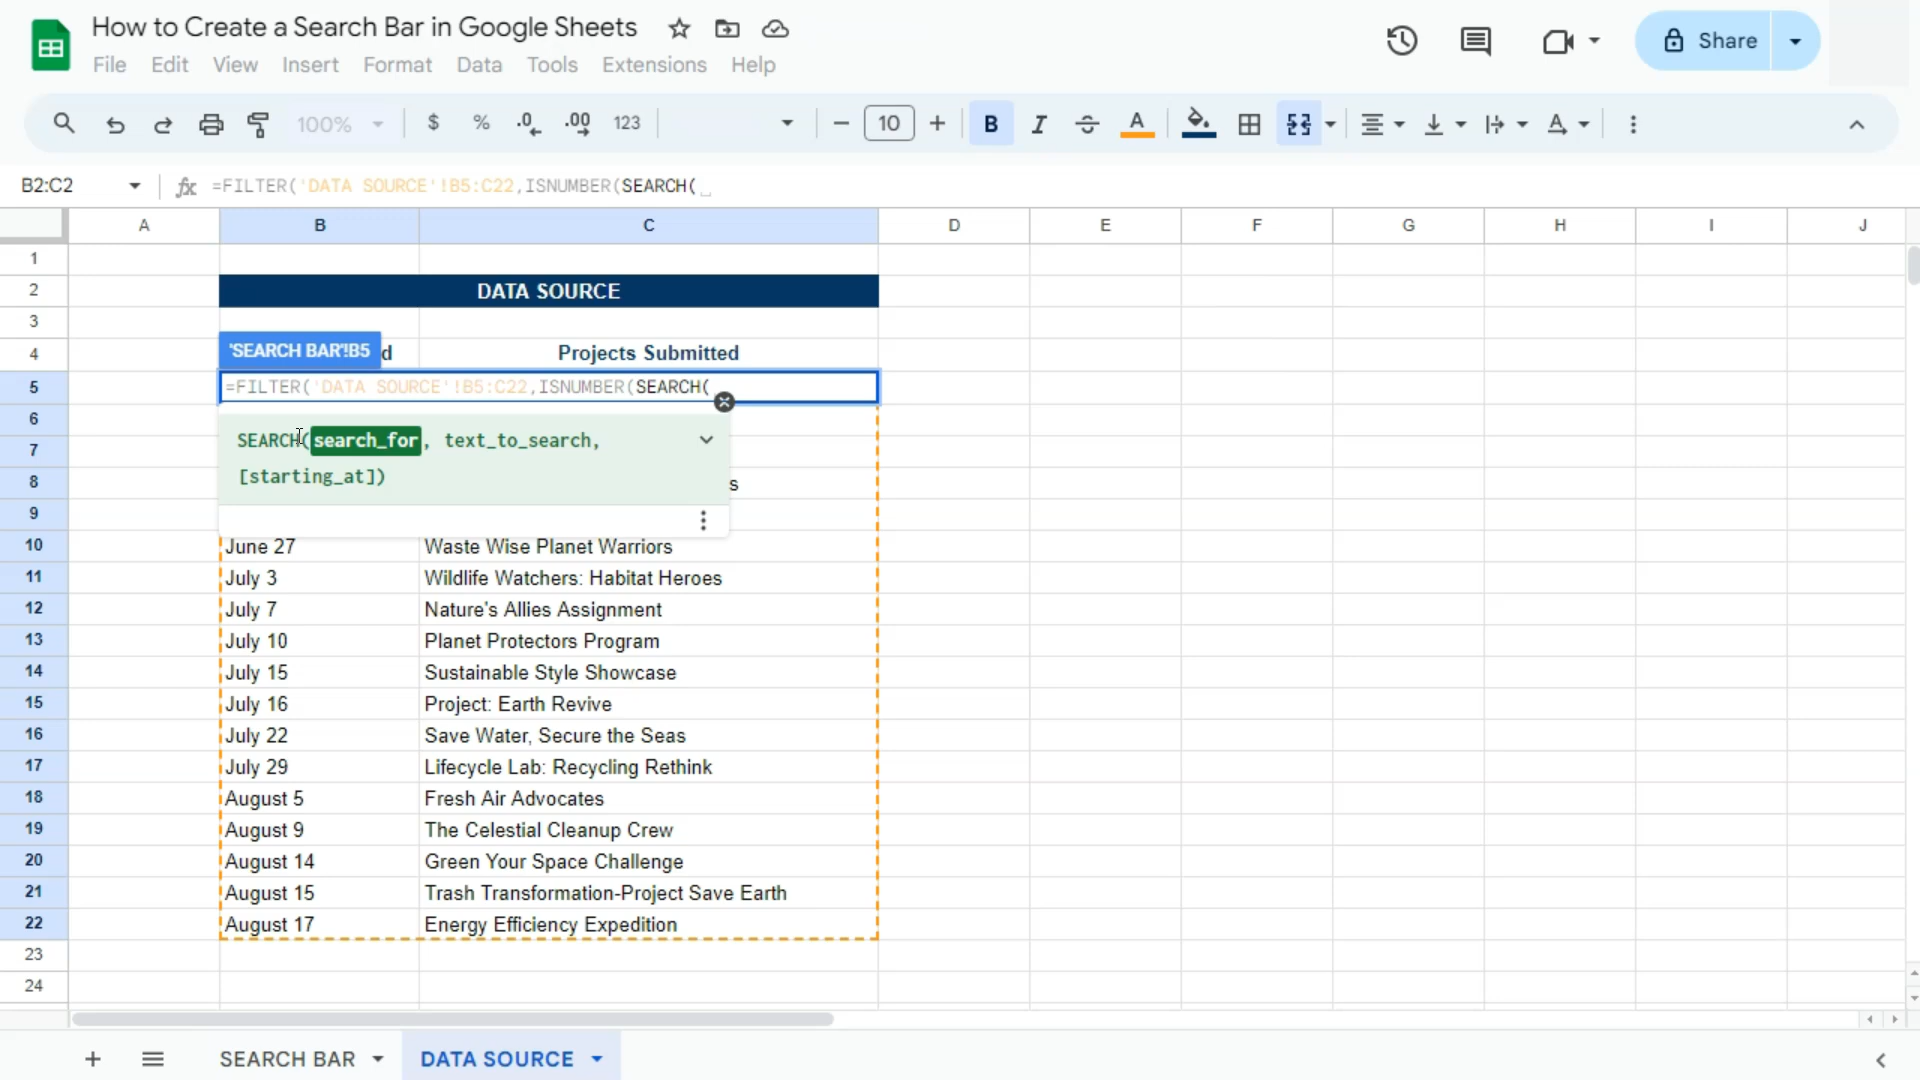 How to Create a Search Bar in Google Sheets
File Edit View Insert Format Data Tools Extensions Help
Share
100% $ % .0 .00 123 10 B I A A
B2:C2 fx =FILTER('DATA SOURCE'!B5:C22,ISNUMBER(SEARCH(
A B C D E F G H I J
1
2 DATA SOURCE
3
4 'SEARCH BAR'!B5 d Projects Submitted
5 =FILTER('DATA SOURCE'!B5:C22,ISNUMBER(SEARCH(
6
SEARCH(search_for, text_to_search,
7
[starting_at])
8 s
9
10 June 27 Waste Wise Planet Warriors
11 July 3 Wildlife Watchers: Habitat Heroes
12 July 7 Nature's Allies Assignment
13 July 10 Planet Protectors Program
14 July 15 Sustainable Style Showcase
15 July 16 Project: Earth Revive
16 July 22 Save Water, Secure the Seas
17 July 29 Lifecycle Lab: Recycling Rethink
18 August 5 Fresh Air Advocates
19 August 9 The Celestial Cleanup Crew
20 August 14 Green Your Space Challenge
21 August 15 Trash Transformation-Project Save Earth
22 August 17 Energy Efficiency Expedition
23
24
SEARCH BAR DATA SOURCE